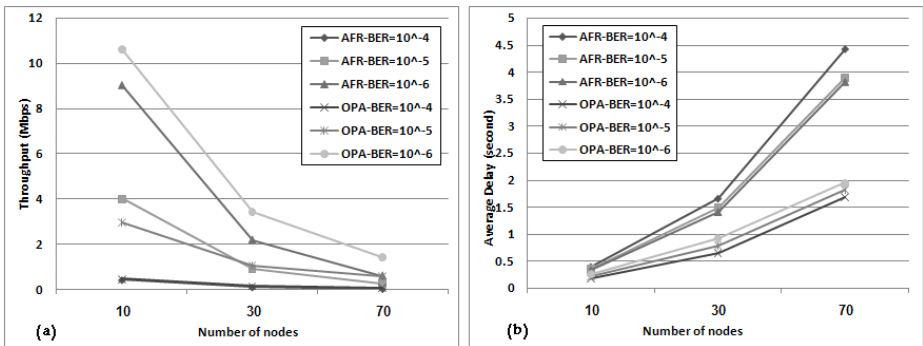 12
10
8
6
4
2
0
Throughput (Mbps)
AFR-BER=10^-4
AFR-BER=10^-5
AFR-BER=10^-6
OPA-BER=10^-4
OPA-BER=10^-5
OPA-BER=10^-6
10 30 70
(a)
Number of nodes
5
4.5
4
3.5
3
2.5
2
1.5
1
0.5
0
Average Delay (second)
AFR-BER=10^-4
AFR-BER=10^-5
AFR-BER=10^-6
OPA-BER=10^-4
OPA-BER=10^-5
OPA-BER=10^-6
10 30 70
(b)
Number of nodes